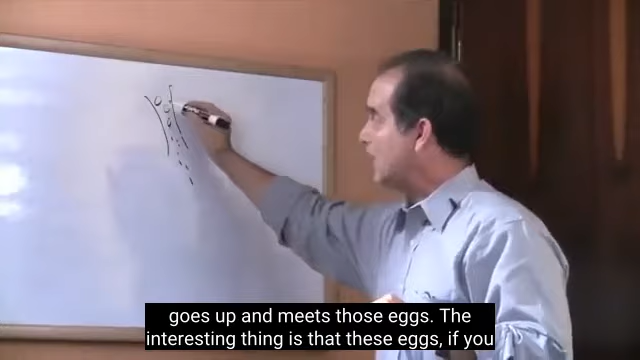 goes up and meets those eggs. The
interesting thing is that these eggs, if you